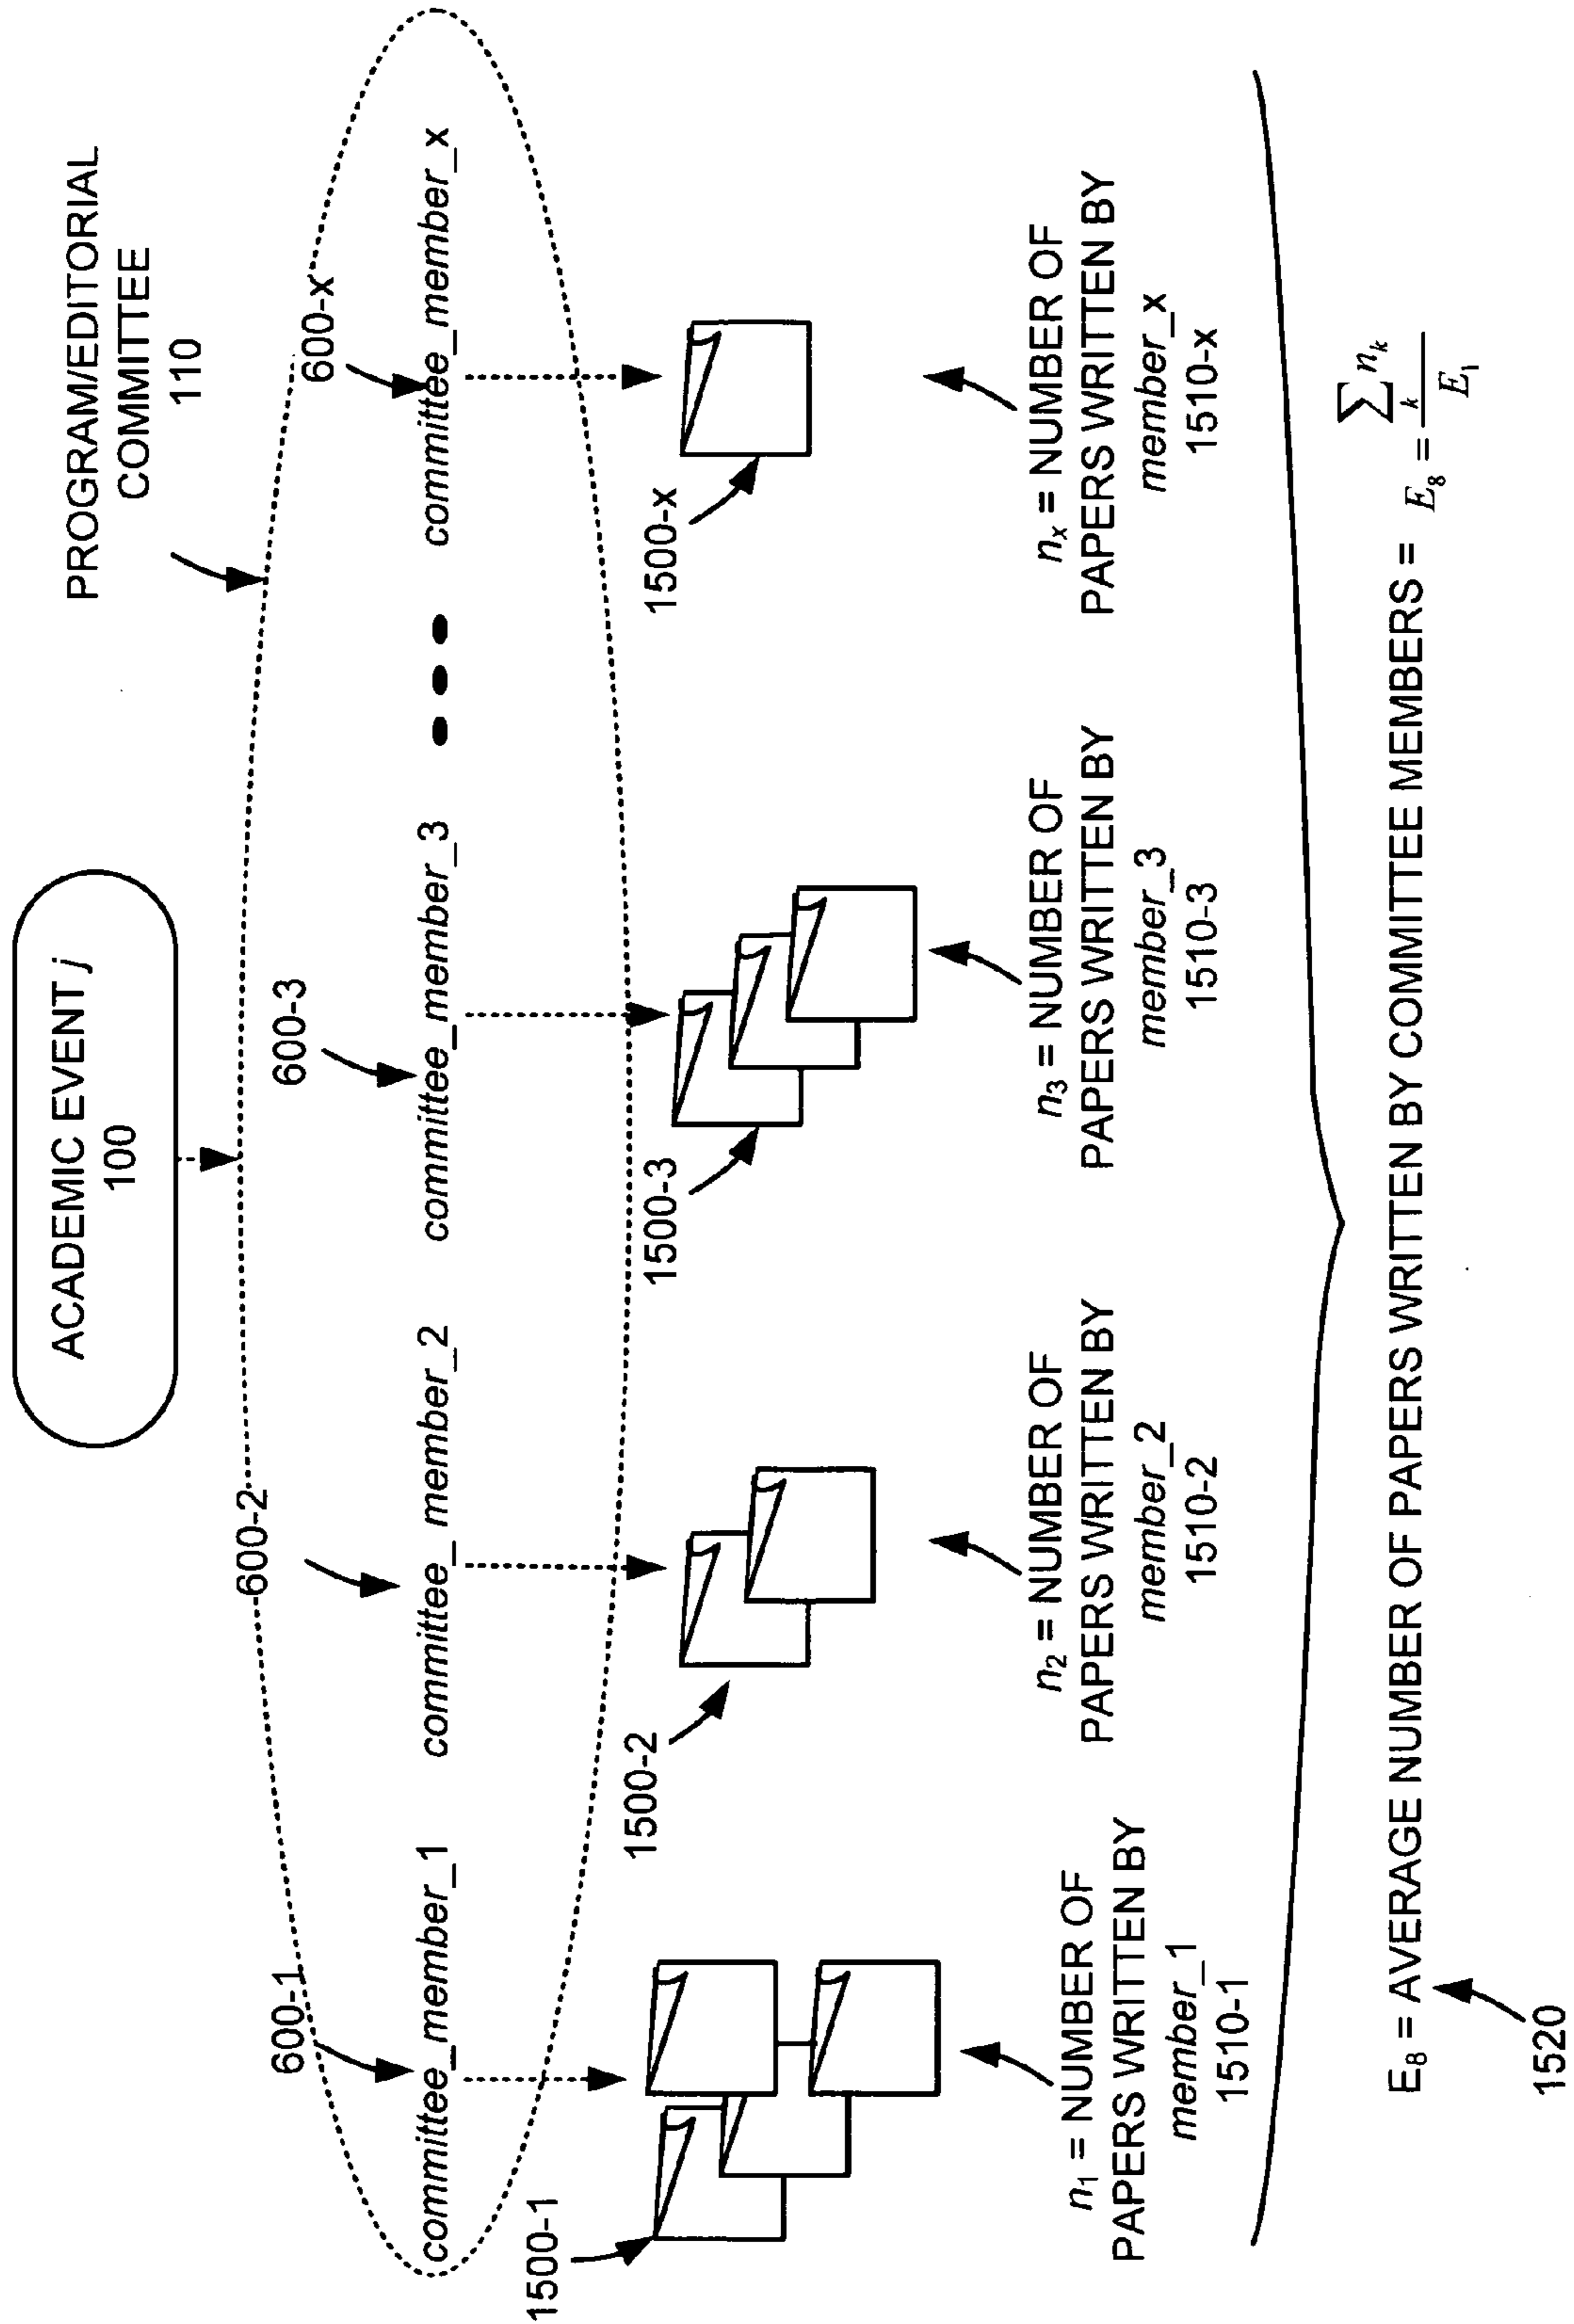 ACADEMIC EVENT j
100
PROGRAM/EDITORIAL
COMMITTEE
110
600-1
600-2
600-3
600-x
committee_member_1
committee_member_2
committee_member_3
committee_member_x
1500-1
1500-2
1500-3
1500-x
n₁ = NUMBER OF
PAPERS WRITTEN BY
member_1
1510-1
n₂ = NUMBER OF
PAPERS WRITTEN BY
member_2
1510-2
n₃ = NUMBER OF
PAPERS WRITTEN BY
member_3
1510-3
nₓ = NUMBER OF
PAPERS WRITTEN BY
member_x
1510-x
E₈ = AVERAGE NUMBER OF PAPERS WRITTEN BY COMMITTEE MEMBERS = E₈ = ∑ₖ nₖ / E₁
1520